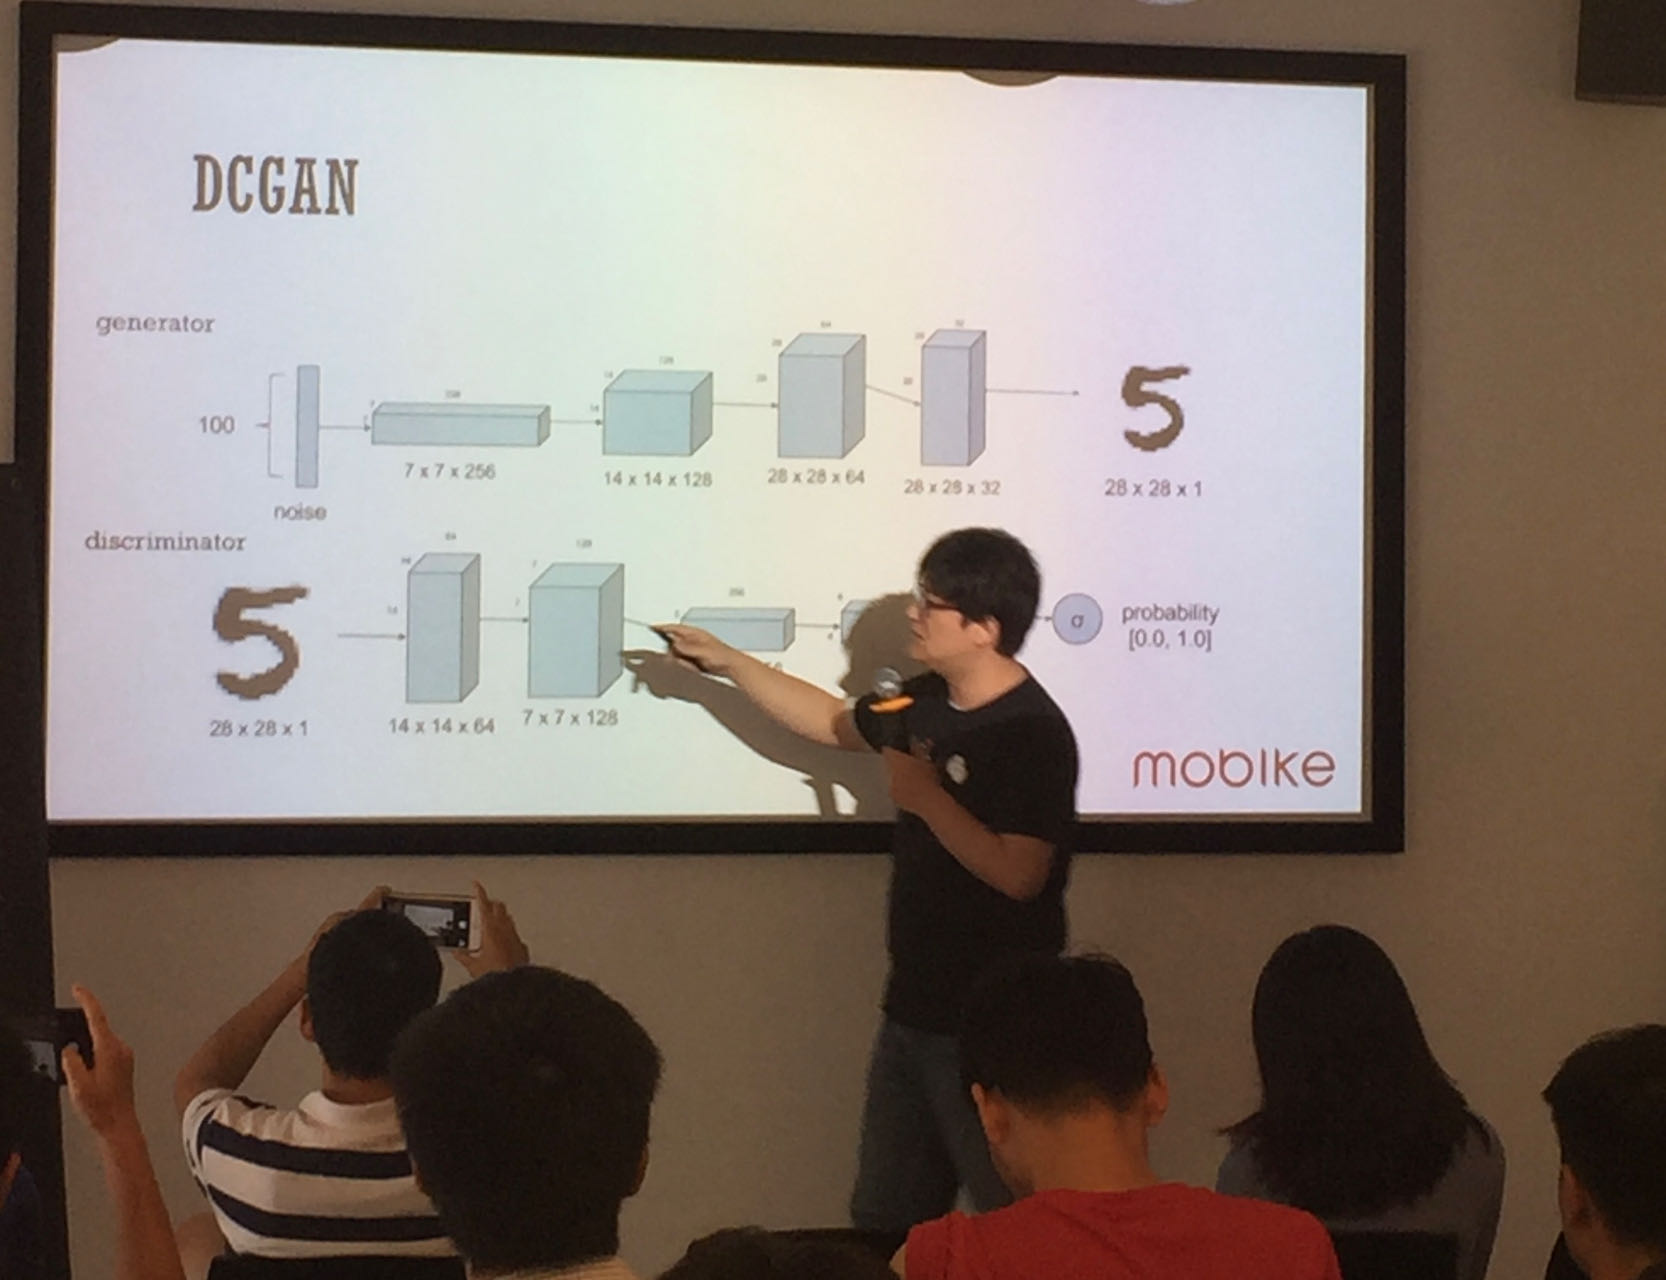 DCGAN
generator
100
noise
7 x 7 x 256
14 x 14 x 128
28 x 28 x 64
28 x 28 x 32
5
28 x 28 x 1
discriminator
5
28 x 28 x 1
14 x 14 x 64
7 x 7 x 128
σ
probability
[0.0, 1.0]
mobike